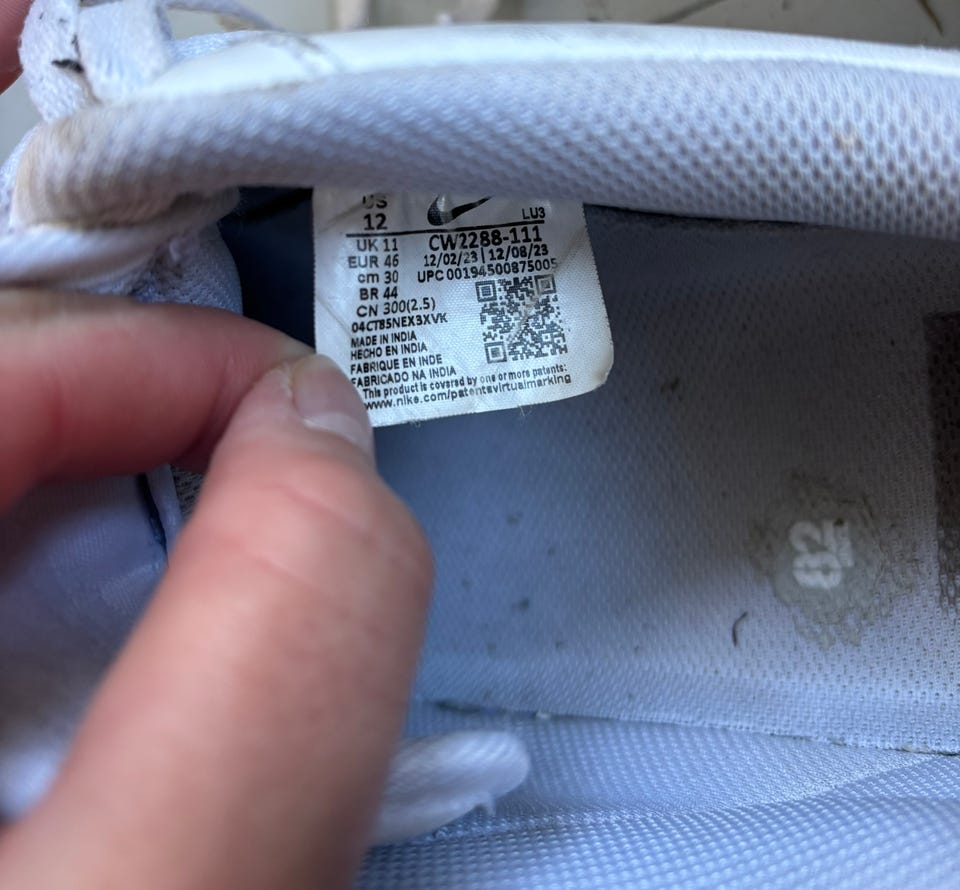 US
12
UK 11
EUR 46
cm 30
BR 44
CN 300(2.5)
04CTB5NEX3XVK
MADE IN INDIA
HECHO EN INDIA
FABRIQUE EN INDE
FABRICADO NA INDIA
LU3
CW2288-111
12/02/23 | 12/08/23
UPC 00194500875005
This product is covered by one or more patents:
www.nike.com/patentsvirtualmarking
82